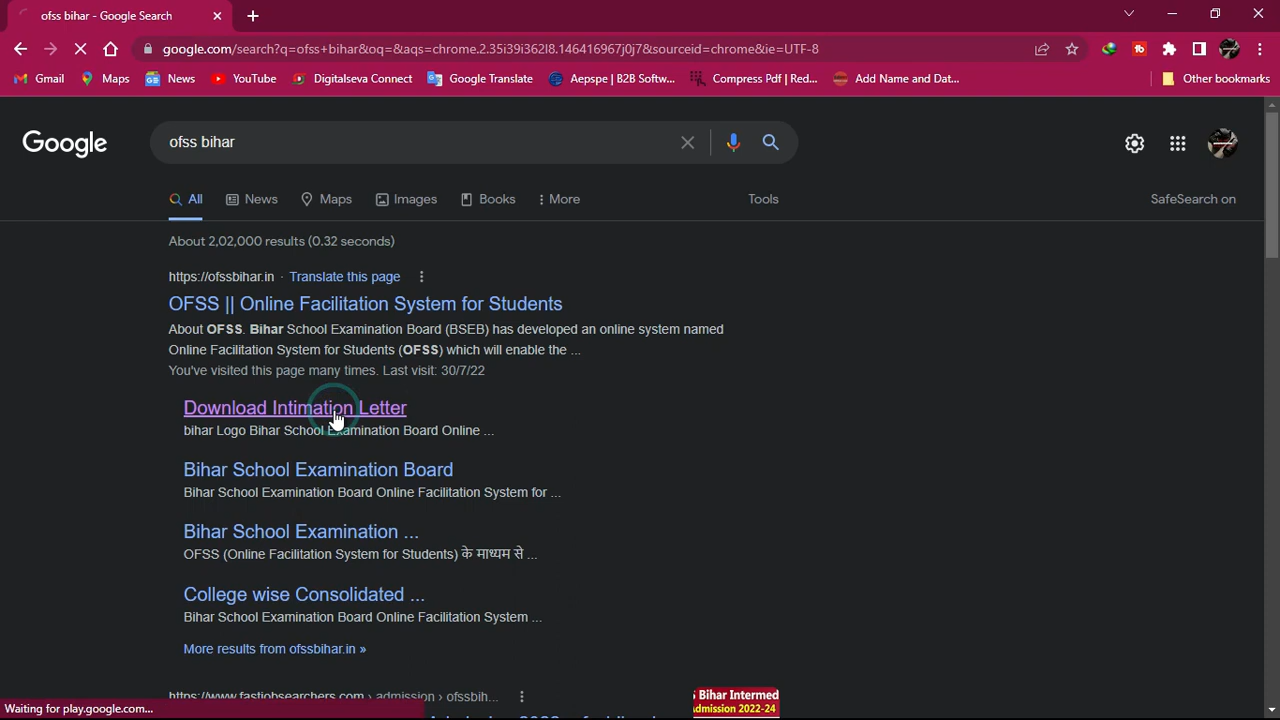 ofss bihar - Google Search
google.com/search?q=ofss+bihar&oq=&aqs=chrome.2.35i39i362l8.146416967j0j7&sourceid=chrome&ie=UTF-8
Gmail Maps News YouTube Digitalseva Connect Google Translate Aepspe | B2B Softw... Compress Pdf | Red... Add Name and Dat... Other bookmarks
Google ofss bihar
All News Maps Images Books More Tools SafeSearch on
About 2,02,000 results (0.32 seconds)
https://ofssbihar.in · Translate this page
OFSS || Online Facilitation System for Students
About OFSS. Bihar School Examination Board (BSEB) has developed an online system named
Online Facilitation System for Students (OFSS) which will enable the ...
You've visited this page many times. Last visit: 30/7/22
Download Intimation Letter
bihar Logo Bihar School Examination Board Online ...
Bihar School Examination Board
Bihar School Examination Board Online Facilitation System for ...
Bihar School Examination ...
OFSS (Online Facilitation System for Students) के माध्यम से ...
College wise Consolidated ...
Bihar School Examination Board Online Facilitation System ...
More results from ofssbihar.in »
https://www.fastjobsearchers.com › admission › ofssbih...
Bihar Intermed
Admission 2022-24
Waiting for play.google.com...